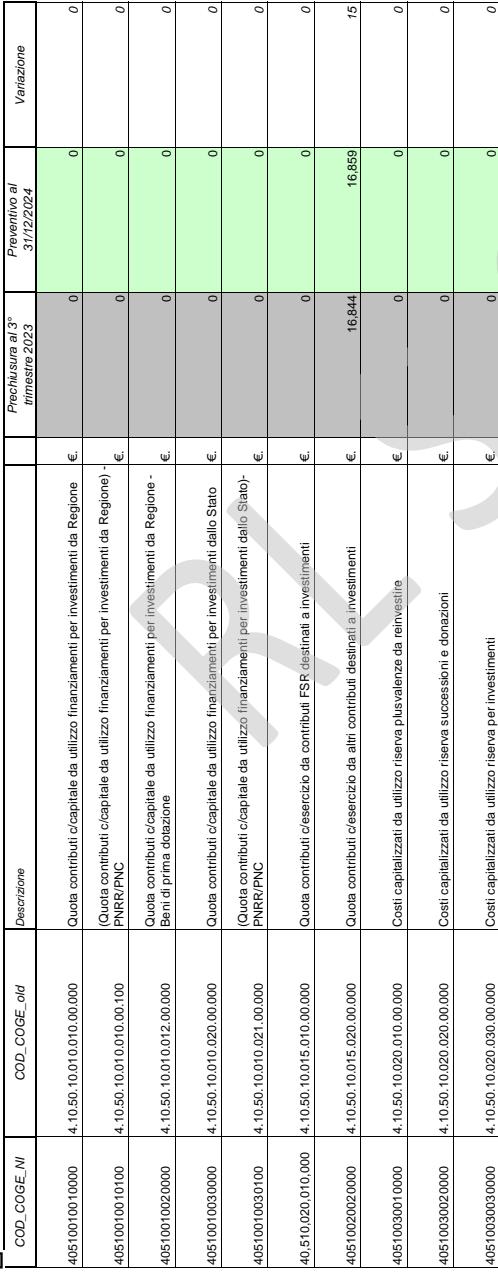 COD_COGE_NI COD_COGE_old Descrizione Prechiusura al 3° trimestre 2023 Preventivo al 31/12/2024 Variazione
40510010010000 4.10.50.10.010.010.00.000 Quota contributi c/capitale da utilizzo finanziamenti per investimenti da Regione €. 0 0 0
40510010010100 4.10.50.10.010.010.00.100 (Quota contributi c/capitale da utilizzo finanziamenti per investimenti da Regione) - PNRR/PNC €. 0 0 0
40510010020000 4.10.50.10.010.012.00.000 Quota contributi c/capitale da utilizzo finanziamenti per investimenti da Regione - Beni di prima dotazione €. 0 0 0
40510010030000 4.10.50.10.010.020.00.000 Quota contributi c/capitale da utilizzo finanziamenti per investimenti dallo Stato €. 0 0 0
40510010030100 4.10.50.10.010.021.00.000 (Quota contributi c/capitale da utilizzo finanziamenti per investimenti dallo Stato)- PNRR/PNC €. 0 0 0
40.510.020.010.000 4.10.50.10.015.010.00.000 Quota contributi c/esercizio da contributi FSR destinati a investimenti €. 0 0 0
40510020020000 4.10.50.10.015.020.00.000 Quota contributi c/esercizio da altri contributi destinati a investimenti €. 16.844 16.859 15
40510030010000 4.10.50.10.020.010.00.000 Costi capitalizzati da utilizzo riserva plusvalenze da reinvestire €. 0 0 0
40510030020000 4.10.50.10.020.020.00.000 Costi capitalizzati da utilizzo riserva successioni e donazioni €. 0 0 0
40510030030000 4.10.50.10.020.030.00.000 Costi capitalizzati da utilizzo riserva per investimenti €. 0 0 0
RL S